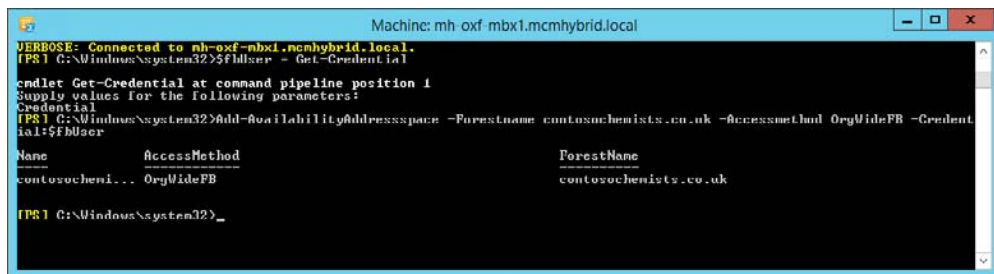 Machine: mh-oxf-mbx1.mcmhybrid.local
VERBOSE: Connected to mh-oxf-mbx1.mcmhybrid.local.
[PS] C:\Windows\system32>$fbUser = Get-Credential
cmdlet Get-Credential at command pipeline position 1
Supply values for the following parameters:
Credential
[PS] C:\Windows\system32>Add-AvailabilityAddressspace -Forestname contosochemists.co.uk -Accessmethod OrgWideFB -Credent
ial:$fbUser
Name AccessMethod ForestName
---- ------------ ----------
contosochemi... OrgWideFB contosochemists.co.uk
[PS] C:\Windows\system32>_